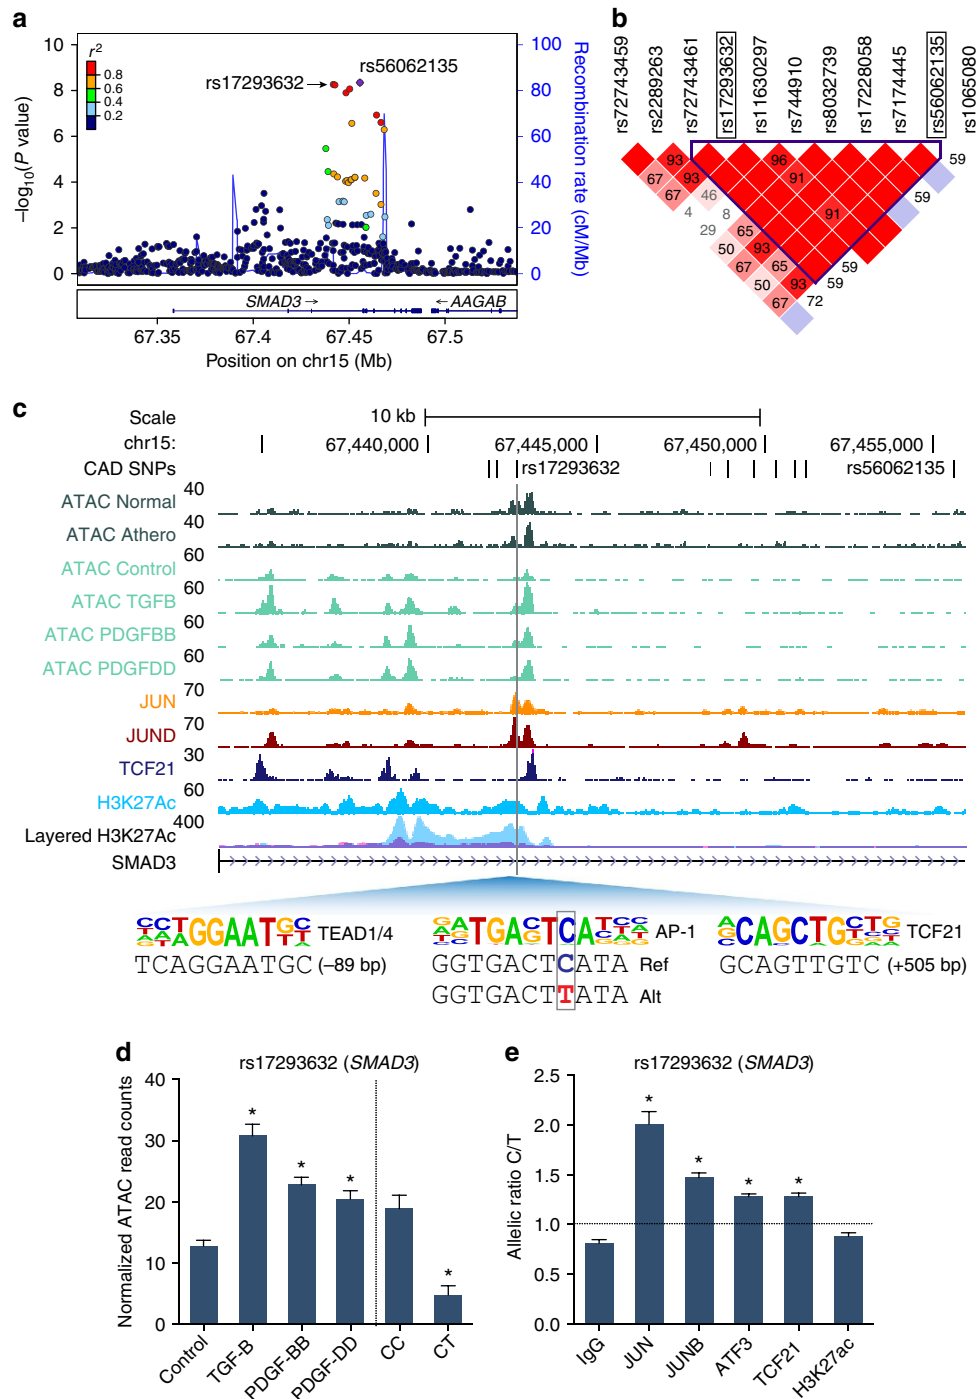 a
r²
0.8
0.6
0.4
0.2
rs17293632
rs56062135
–log10(P value)
10
8
6
4
2
0
100
80
60
40
20
0
Recombination rate (cM/Mb)
SMAD3 →
← AAGAB
67.35
67.4
67.45
67.5
Position on chr15 (Mb)
b
rs72743459
rs2289263
rs72743461
rs17293632
rs11630297
rs744910
rs8032739
rs17228058
rs7174445
rs56062135
rs1065080
93
96
59
67
93
91
67
46
59
4
8
91
29
65
50
93
59
67
65
59
50
93
72
67
c
Scale
10 kb
chr15:
67,440,000
67,445,000
67,450,000
67,455,000
CAD SNPs
rs17293632
rs56062135
40
ATAC Normal
40
ATAC Athero
60
ATAC Control
60
ATAC TGFB
60
ATAC PDGFBB
60
ATAC PDGFDD
70
JUN
70
JUND
30
TCF21
60
H3K27Ac
400
Layered H3K27Ac
SMAD3
TEAD1/4
TCAGGAATGC (–89 bp)
AP-1
GGTGACTCATA Ref
GGTGACTTATA Alt
TCF21
GCAGTTGTC (+505 bp)
d
rs17293632 (SMAD3)
Normalized ATAC read counts
40
30
20
10
0
*
*
*
*
Control
TGF-B
PDGF-BB
PDGF-DD
CC
CT
e
rs17293632 (SMAD3)
Allelic ratio C/T
2.5
2.0
1.5
1.0
0.5
0.0
*
*
*
*
IgG
JUN
JUNB
ATF3
TCF21
H3K27ac